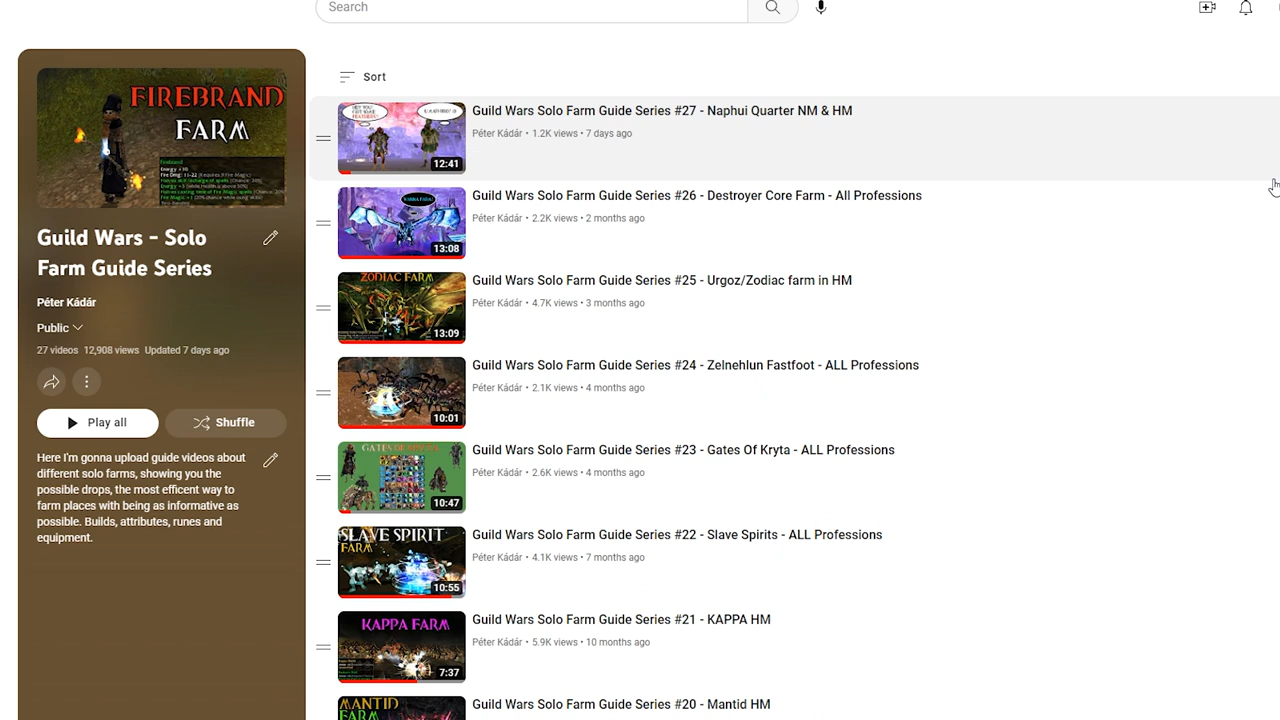 Search
FIREBRAND
FARM
Guild Wars - Solo
Farm Guide Series
Péter Kádár
Public
27 videos 12,908 views Updated 7 days ago
Play all
Shuffle
Here I'm gonna upload guide videos about
different solo farms, showing you the
possible drops, the most efficent way to
farm places with being as informative as
possible. Builds, attributes, runes and
equipment.
Sort
12:41
Guild Wars Solo Farm Guide Series #27 - Naphui Quarter NM & HM
Péter Kádár • 1.2K views • 7 days ago
13:08
Guild Wars Solo Farm Guide Series #26 - Destroyer Core Farm - All Professions
Péter Kádár • 2.2K views • 2 months ago
ZODIAC FARM
13:09
Guild Wars Solo Farm Guide Series #25 - Urgoz/Zodiac farm in HM
Péter Kádár • 4.7K views • 3 months ago
10:01
Guild Wars Solo Farm Guide Series #24 - Zelnehlun Fastfoot - ALL Professions
Péter Kádár • 2.1K views • 4 months ago
GATES OF KRYTA
10:47
Guild Wars Solo Farm Guide Series #23 - Gates Of Kryta - ALL Professions
Péter Kádár • 2.6K views • 4 months ago
SLAVE SPIRIT
FARM
10:55
Guild Wars Solo Farm Guide Series #22 - Slave Spirits - ALL Professions
Péter Kádár • 4.1K views • 7 months ago
KAPPA FARM
7:37
Guild Wars Solo Farm Guide Series #21 - KAPPA HM
Péter Kádár • 5.9K views • 10 months ago
MANTID
FARM
Guild Wars Solo Farm Guide Series #20 - Mantid HM